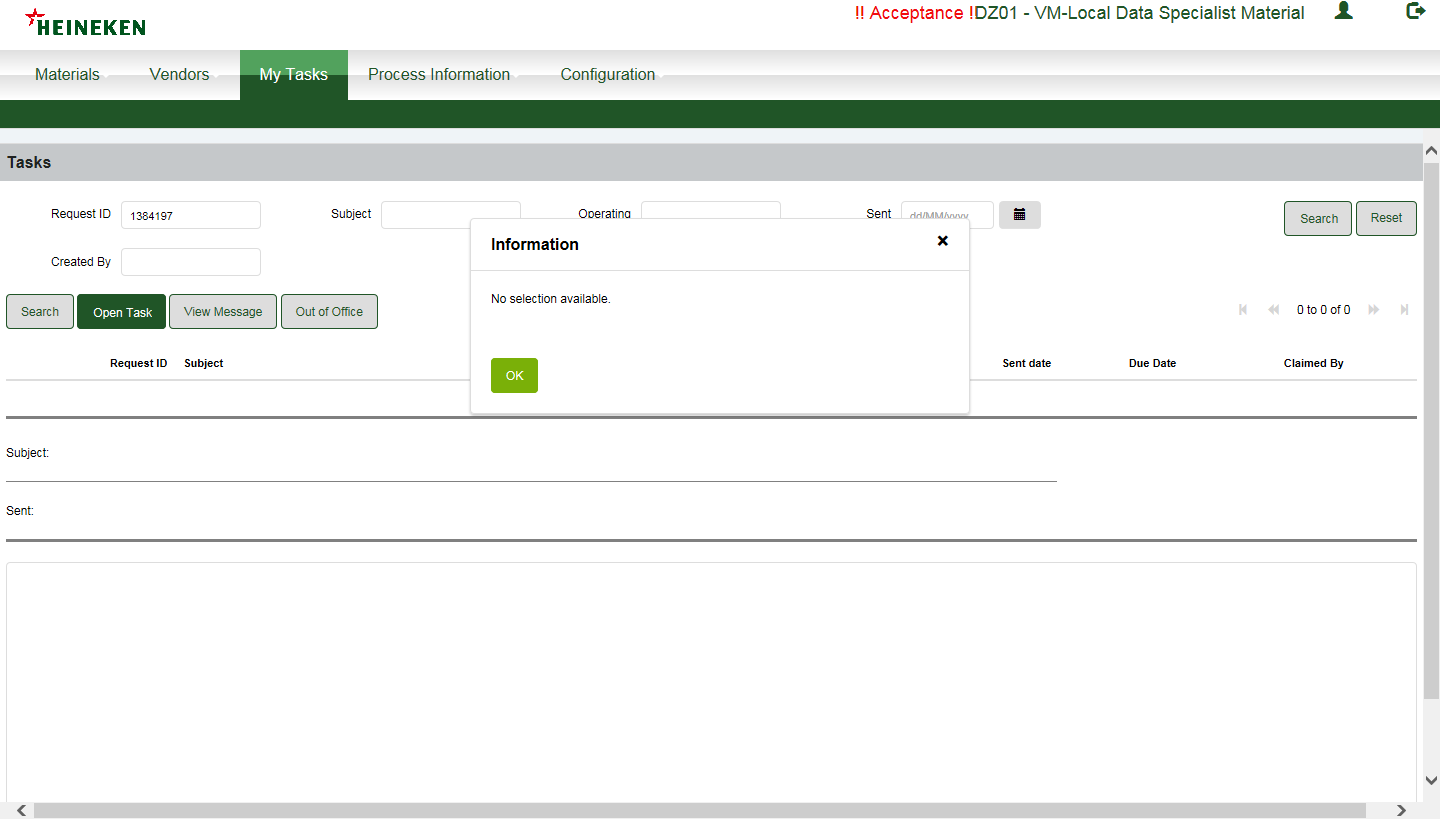 HEINEKEN
!! Acceptance !DZ01 - VM-Local Data Specialist Material
Materials Vendors My Tasks Process Information Configuration
Tasks
Request ID 1384197 Subject Operating Sent dd/MM/yyyy Search Reset
Created By
Information
No selection available.
OK
Search Open Task View Message Out of Office 0 to 0 of 0
Request ID Subject Sent date Due Date Claimed By
Subject:
Sent: